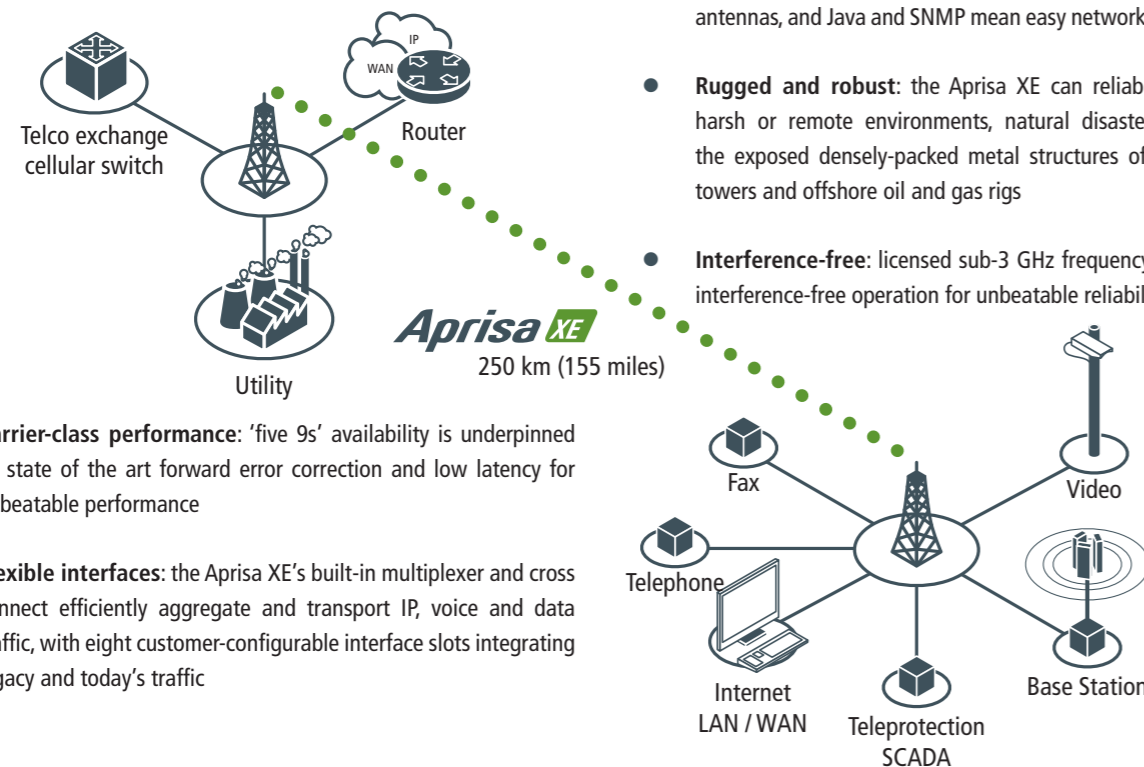 antennas, and Java and SNMP mean easy network
IP
WAN
Telco exchange
cellular switch
Router
Utility
Aprisa XE
250 km (155 miles)
Rugged and robust: the Aprisa XE can reliab
harsh or remote environments, natural disaste
the exposed densely-packed metal structures of
towers and offshore oil and gas rigs
Interference-free: licensed sub-3 GHz frequency
interference-free operation for unbeatable reliabil
arrier-class performance: 'five 9s' availability is underpinned
state of the art forward error correction and low latency for
beatable performance
exible interfaces: the Aprisa XE's built-in multiplexer and cross
nnect efficiently aggregate and transport IP, voice and data
affic, with eight customer-configurable interface slots integrating
gacy and today's traffic
Fax
Video
Telephone
Internet
LAN / WAN
Teleprotection
SCADA
Base Station